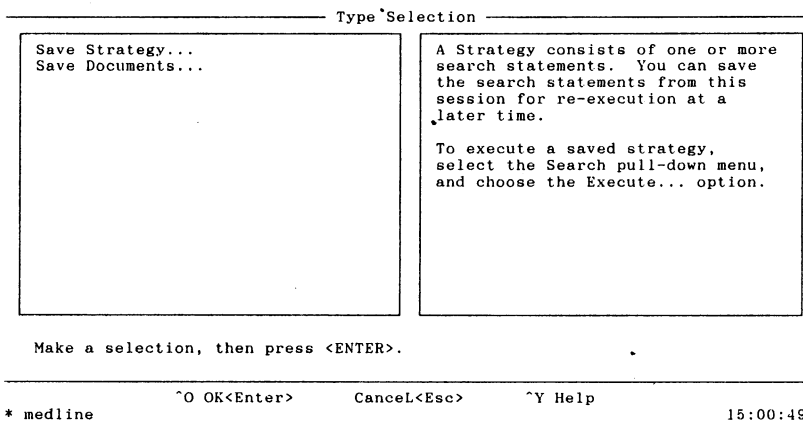 Type Selection
Save Strategy...
Save Documents...
A Strategy consists of one or more
search statements. You can save
the search statements from this
session for re-execution at a
later time.
To execute a saved strategy,
select the Search pull-down menu,
and choose the Execute... option.
Make a selection, then press <ENTER>.
^O OK<Enter> CanceL<Esc> ^Y Help
* medline 15:00:49